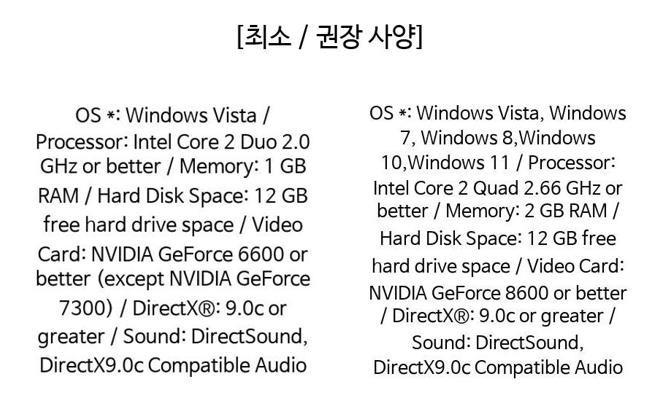 [최소 / 권장 사양]
OS *: Windows Vista /
Processor: Intel Core 2 Duo 2.0
GHz or better / Memory: 1 GB
RAM / Hard Disk Space: 12 GB
free hard drive space / Video
Card: NVIDIA GeForce 6600 or
better (except NVIDIA GeForce
7300) / DirectX®: 9.0c or
greater / Sound: DirectSound,
DirectX9.0c Compatible Audio
OS *: Windows Vista, Windows
7, Windows 8,Windows
10,Windows 11 / Processor:
Intel Core 2 Quad 2.66 GHz or
better / Memory: 2 GB RAM /
Hard Disk Space: 12 GB free
hard drive space / Video Card:
NVIDIA GeForce 8600 or better
/ DirectX®: 9.0c or greater /
Sound: DirectSound,
DirectX9.0c Compatible Audio